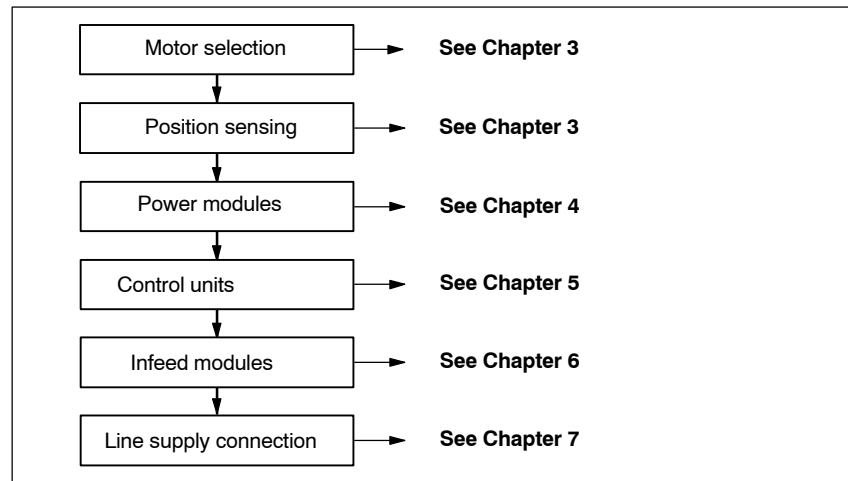 Motor selection
See Chapter 3
Position sensing
See Chapter 3
Power modules
See Chapter 4
Control units
See Chapter 5
Infeed modules
See Chapter 6
Line supply connection
See Chapter 7